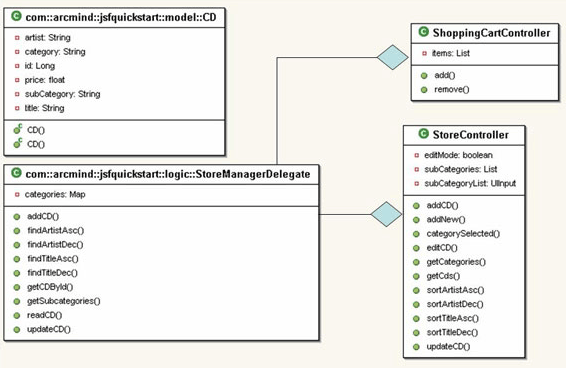 com::arcmind::jsfquickstart::model::CD
artist: String
category: String
id: Long
price: float
subCategory: String
title: String
CD()
CD()
com::arcmind::jsfquickstart::logic::StoreManagerDelegate
categories: Map
addCD()
findArtistAsc()
findArtistDec()
findTitleAsc()
findTitleDec()
getCDById()
getSubcategories()
readCD()
updateCD()
ShoppingCartController
items: List
add()
remove()
StoreController
editMode: boolean
subCategories: List
subCategoryList: UIInput
addCD()
addNew()
categorySelected()
editCD()
getCategories()
getCds()
sortArtistAsc()
sortArtistDec()
sortTitleAsc()
sortTitleDec()
updateCD()